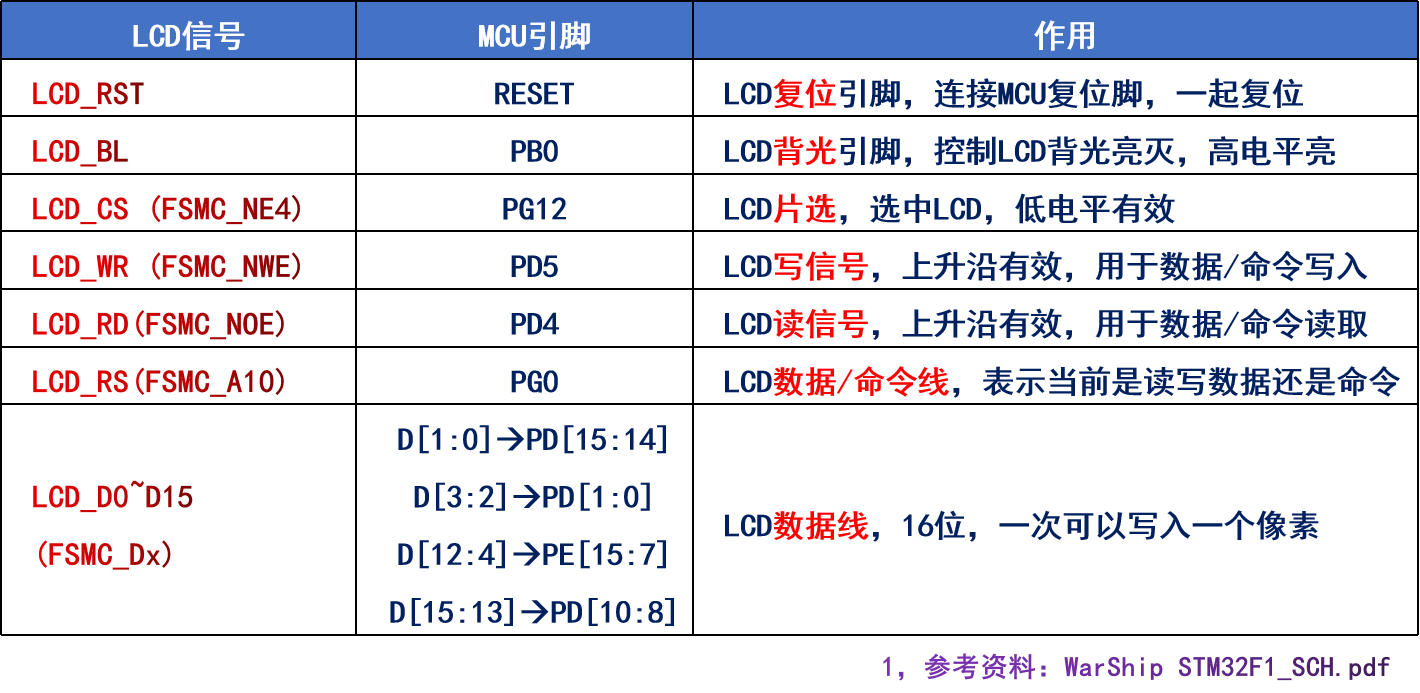 LCD信号 MCU引脚 作用
LCD_RST RESET LCD复位引脚，连接MCU复位脚，一起复位
LCD_BL PB0 LCD背光引脚，控制LCD背光亮灭，高电平亮
LCD_CS (FSMC_NE4) PG12 LCD片选，选中LCD，低电平有效
LCD_WR (FSMC_NWE) PD5 LCD写信号，上升沿有效，用于数据/命令写入
LCD_RD(FSMC_NOE) PD4 LCD读信号，上升沿有效，用于数据/命令读取
LCD_RS(FSMC_A10) PG0 LCD数据/命令线，表示当前是读写数据还是命令
LCD_D0~D15
(FSMC_Dx)
D[1:0]→PD[15:14]
D[3:2]→PD[1:0]
D[12:4]→PE[15:7]
D[15:13]→PD[10:8]
LCD数据线，16位，一次可以写入一个像素
1，参考资料：WarShip STM32F1_SCH.pdf